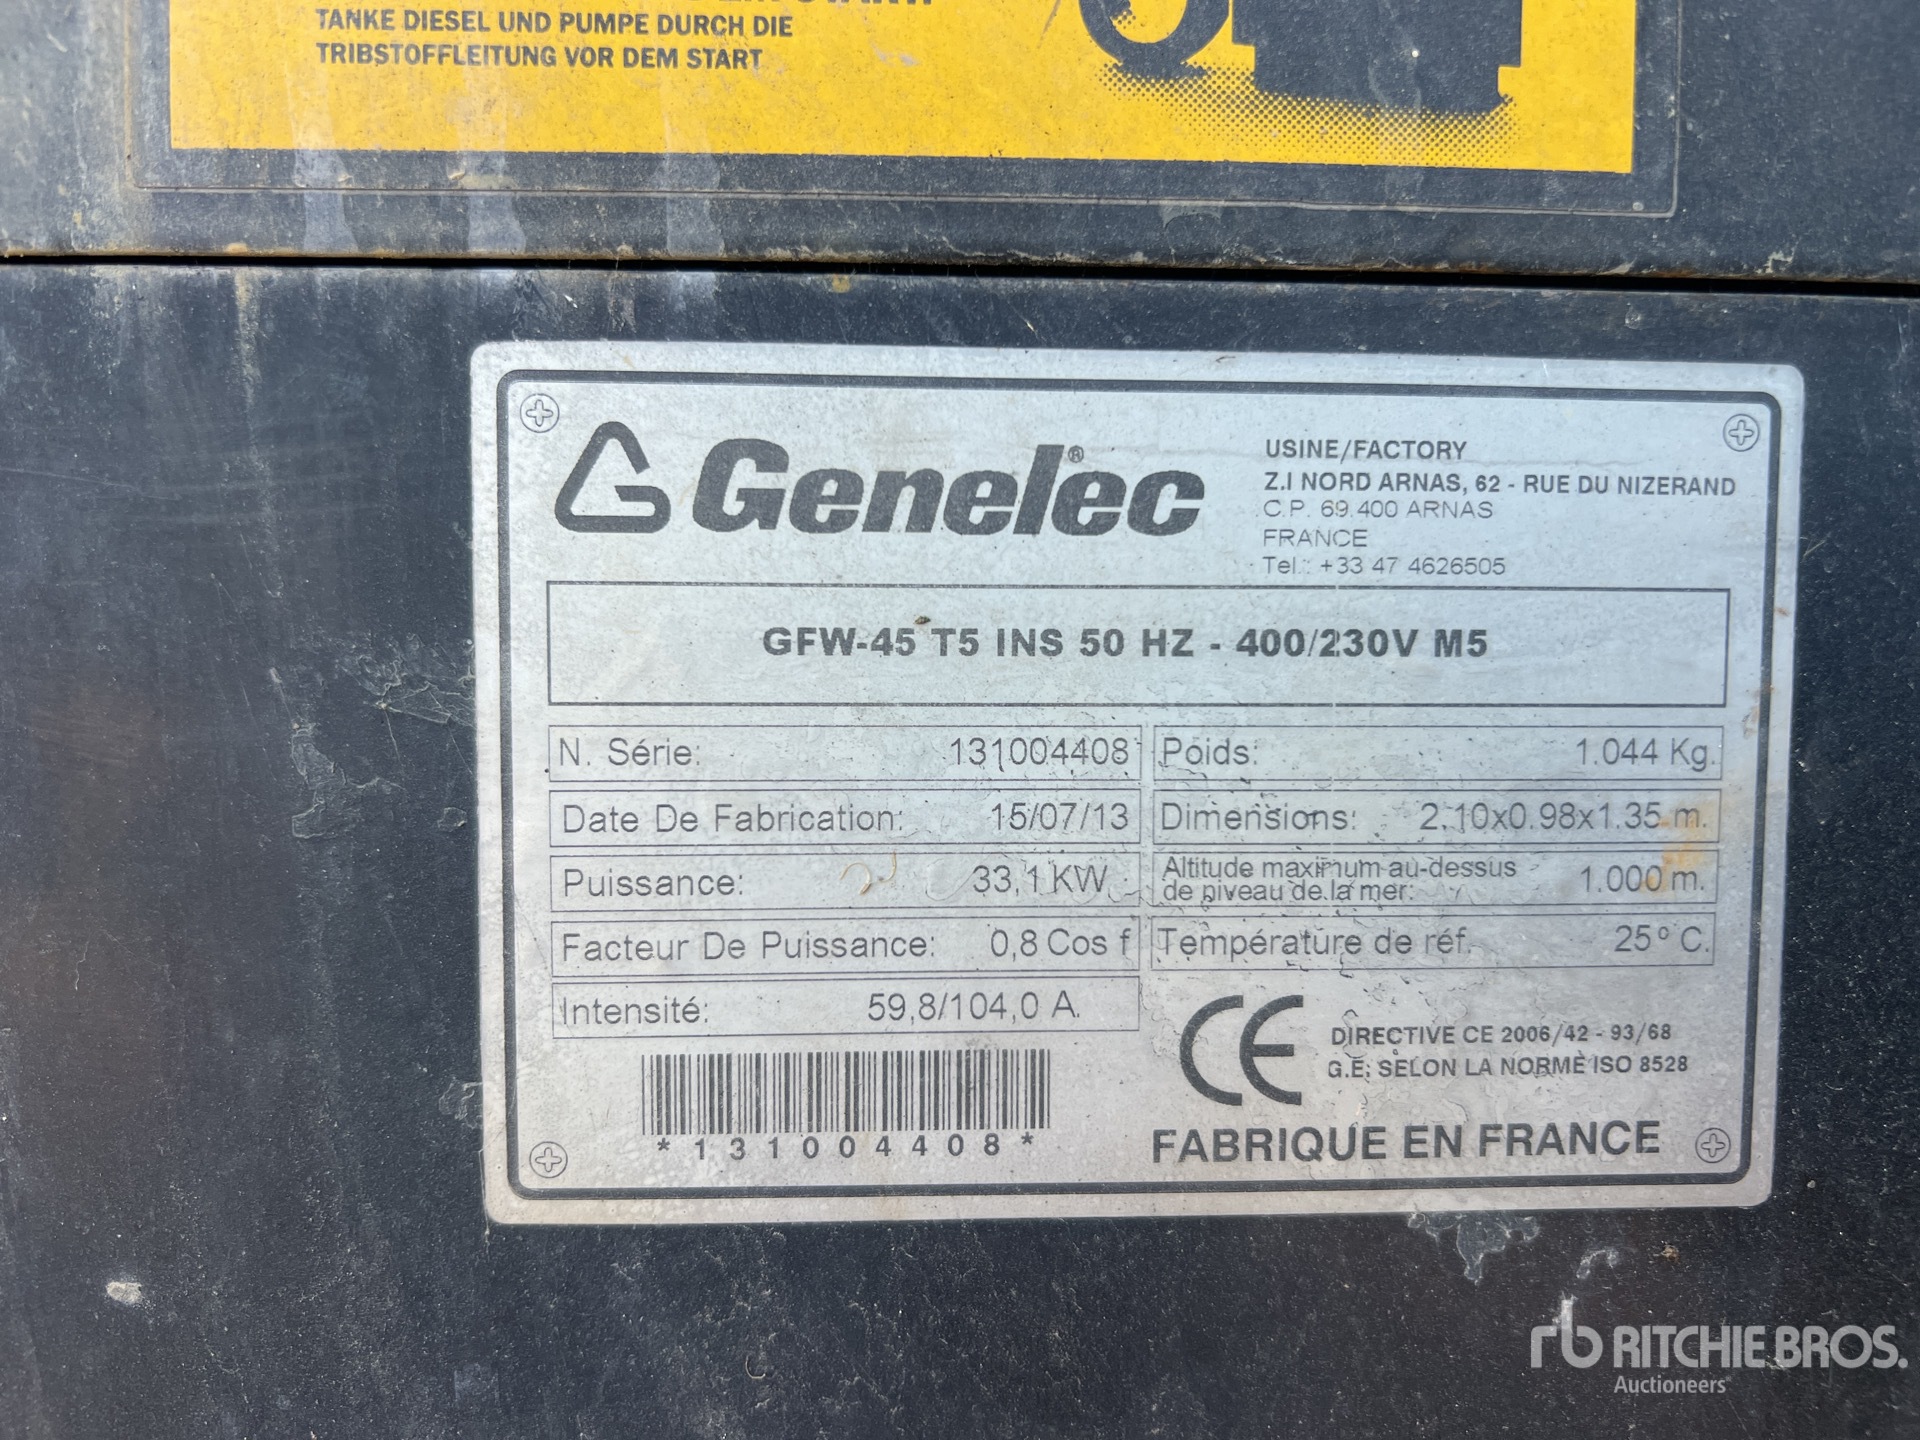 TANKE DIESEL UND PUMPE DURCH DIE
TRIBSTOFFLEITUNG VOR DEM START
Genelec®
USINE/FACTORY
Z.I NORD ARNAS, 62 - RUE DU NIZERAND
C.P. 69.400 ARNAS
FRANCE
Tel.: +33 47 4626505
GFW-45 T5 INS 50 HZ - 400/230V M5
N. Série: 131004408
Poids: 1.044 Kg.
Date De Fabrication: 15/07/13
Dimensions: 2.10x0.98x1.35 m.
Puissance: 33,1 KW
Altitude maximum au-dessus
de niveau de la mer: 1.000 m.
Facteur De Puissance: 0,8 Cos f
Température de réf. 25º C.
Intensité: 59,8/104,0 A.
*131004408*
CE
DIRECTIVE CE 2006/42 - 93/68
G.E. SELON LA NORME ISO 8528
FABRIQUE EN FRANCE
rb RITCHIE BROS.
Auctioneers